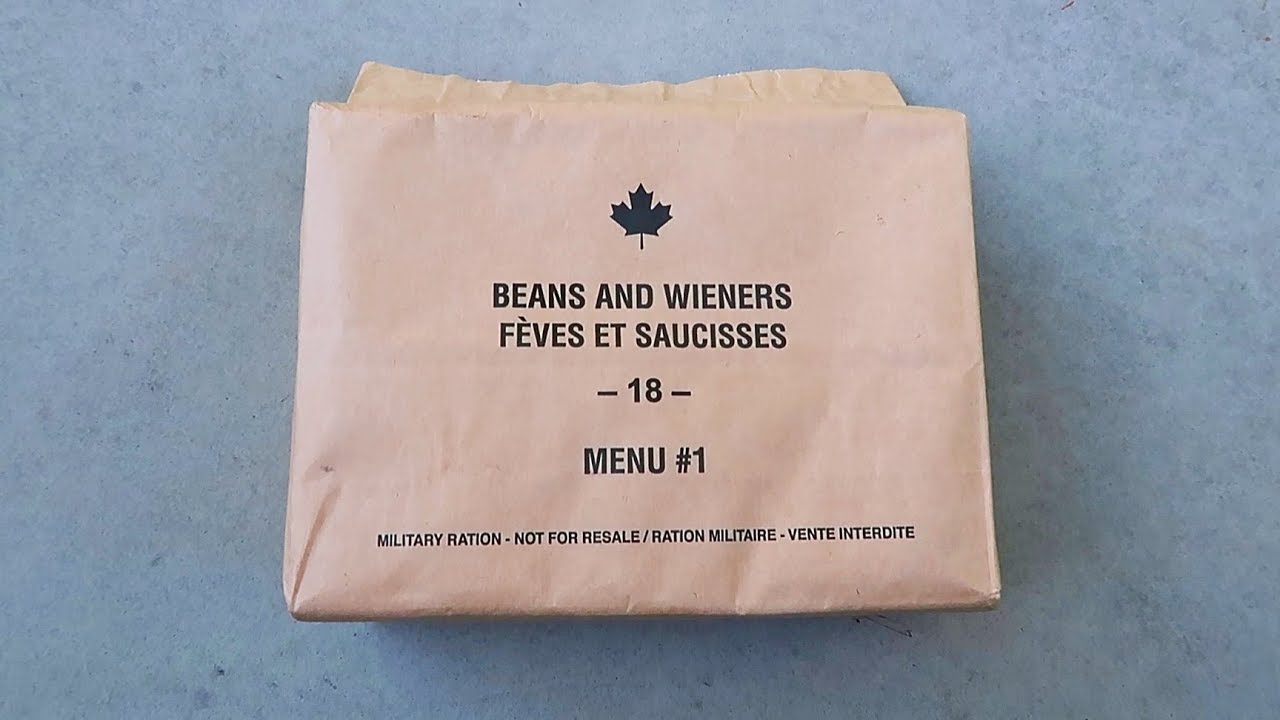 BEANS AND WIENERS
FÈVES ET SAUCISSES
– 18 –
MENU #1
MILITARY RATION - NOT FOR RESALE / RATION MILITAIRE - VENTE INTERDITE